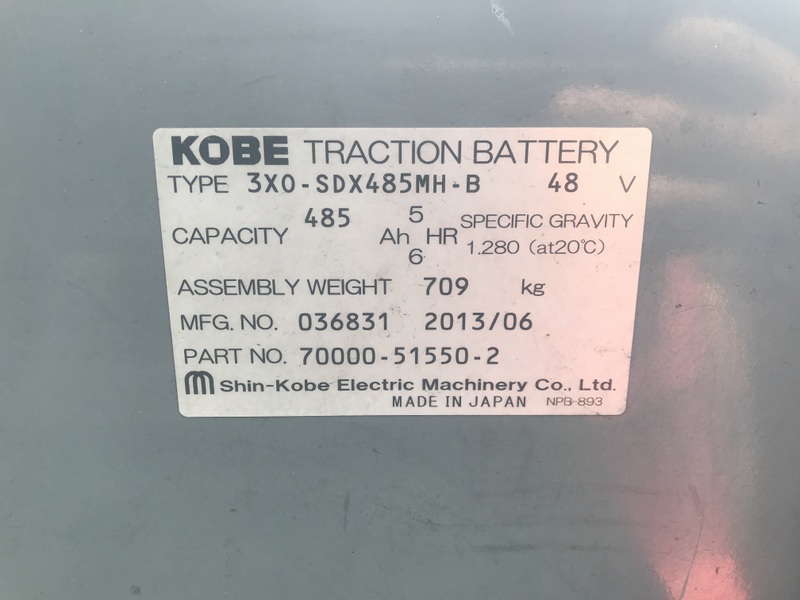 KOBE TRACTION BATTERY
TYPE 3X0-SDX485MH-B 48 V
CAPACITY 485 Ah 5 6 HR SPECIFIC GRAVITY
1.280 (at20℃)
ASSEMBLY WEIGHT 709 kg
MFG. NO. 036831 2013/06
PART NO. 70000-51550-2
Shin-Kobe Electric Machinery Co., Ltd.
MADE IN JAPAN NPB-893